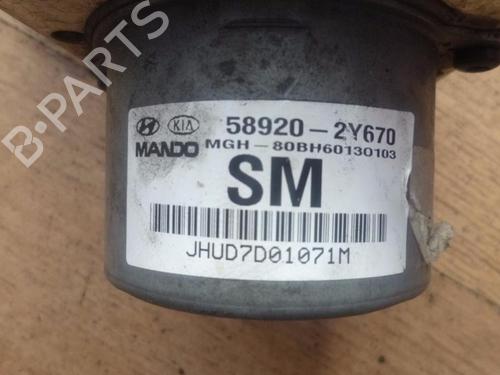 KIA 58920-2Y670
MANDO MGH-80BH60130103
SM
JHUD7D01071M
B-PARTS